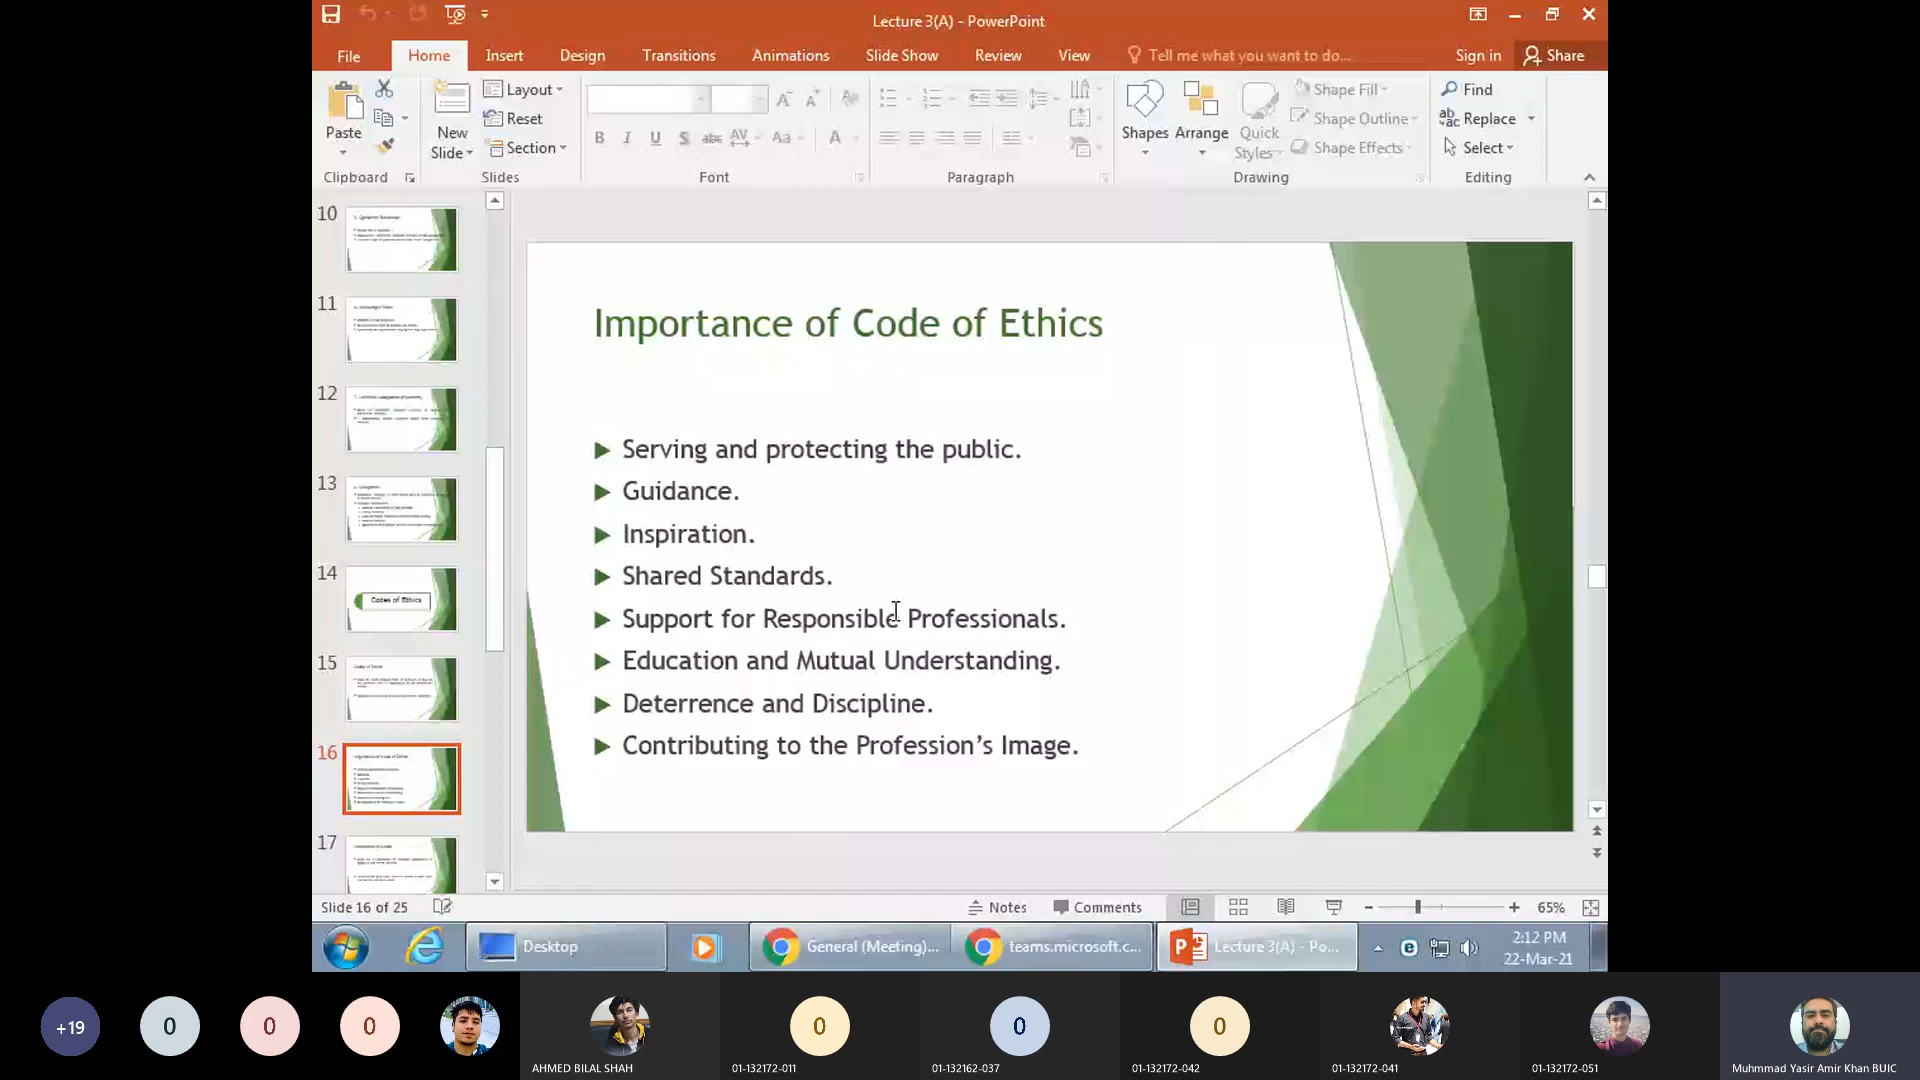 Lecture 3(A) - PowerPoint
File Home Insert Design Transitions Animations Slide Show Review View Tell me what you want to do... Sign in Share
Paste
New Slide
Layout
Reset
Section
B I U S abc AV Aa A
Shapes Arrange Quick Styles
Shape Fill
Shape Outline
Shape Effects
Find
Replace
Select
Clipboard Slides Font Paragraph Drawing Editing
10
11
12
13
14
Codes of Ethics
15
16
17
Importance of Code of Ethics
Serving and protecting the public.
Guidance.
Inspiration.
Shared Standards.
Support for Responsible Professionals.
Education and Mutual Understanding.
Deterrence and Discipline.
Contributing to the Profession's Image.
Slide 16 of 25 Notes Comments 65%
Desktop General (Meeting)... teams.microsoft.c... Lecture 3(A) - Po... 2:12 PM
22-Mar-21
+19 0 0 0 0 0 0
AHMED BILAL SHAH 01-132172-011 01-132162-037 01-132172-042 01-132172-041 01-132172-051 Muhmmad Yasir Amir Khan BUIC